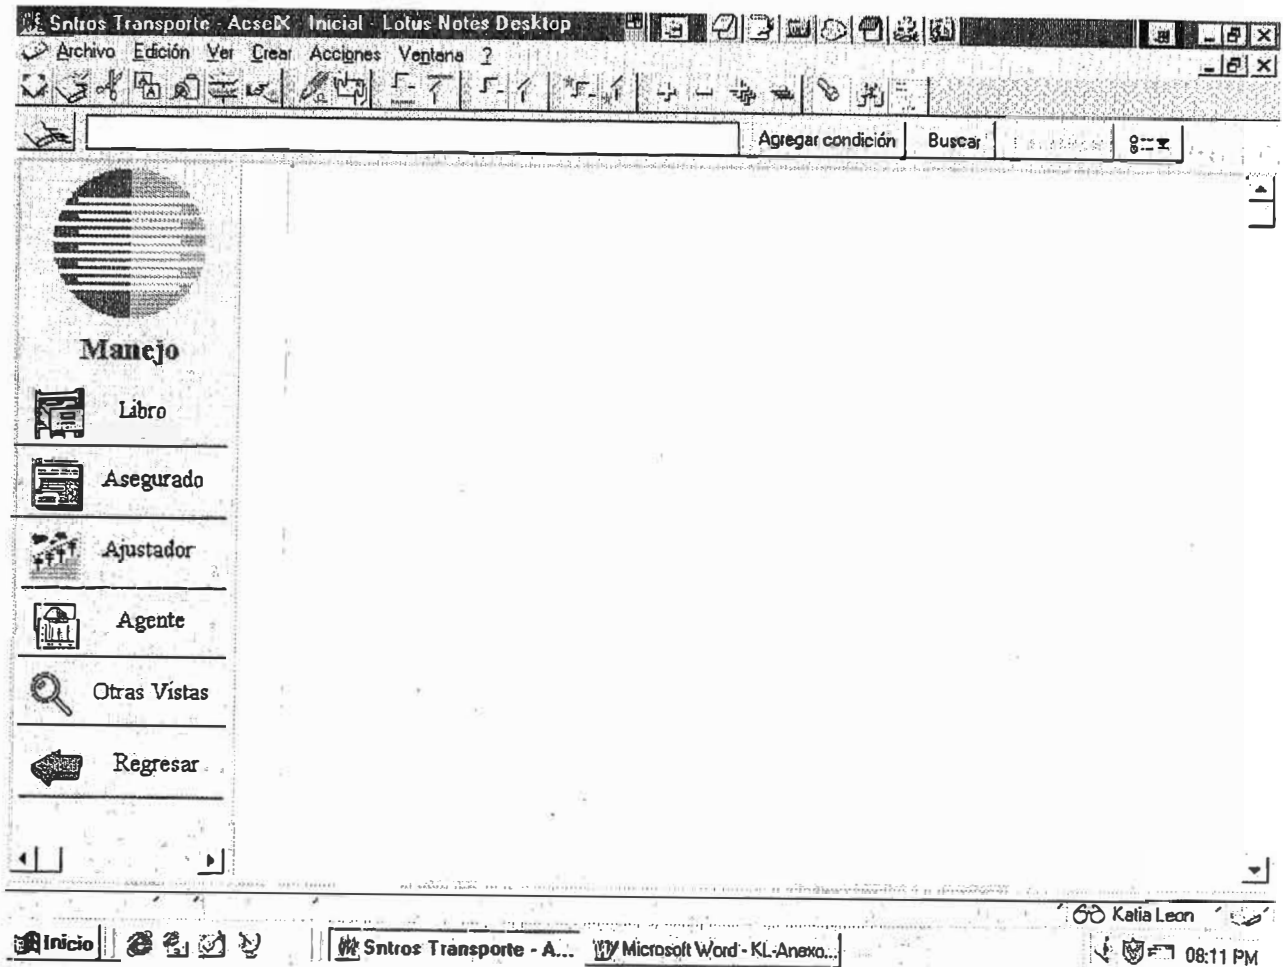 Sntros Transporte - AcselX - Inicial - Lotus Notes Desktop
Archivo Edición Ver Crear Acciones Ventana ?
Agregar condición Buscar
Manejo
Libro
Asegurado
Ajustador
Agente
Otras Vistas
Regresar
Katia Leon
Inicio Sntros Transporte - A... Microsoft Word - KL-Anexo... 08:11 PM